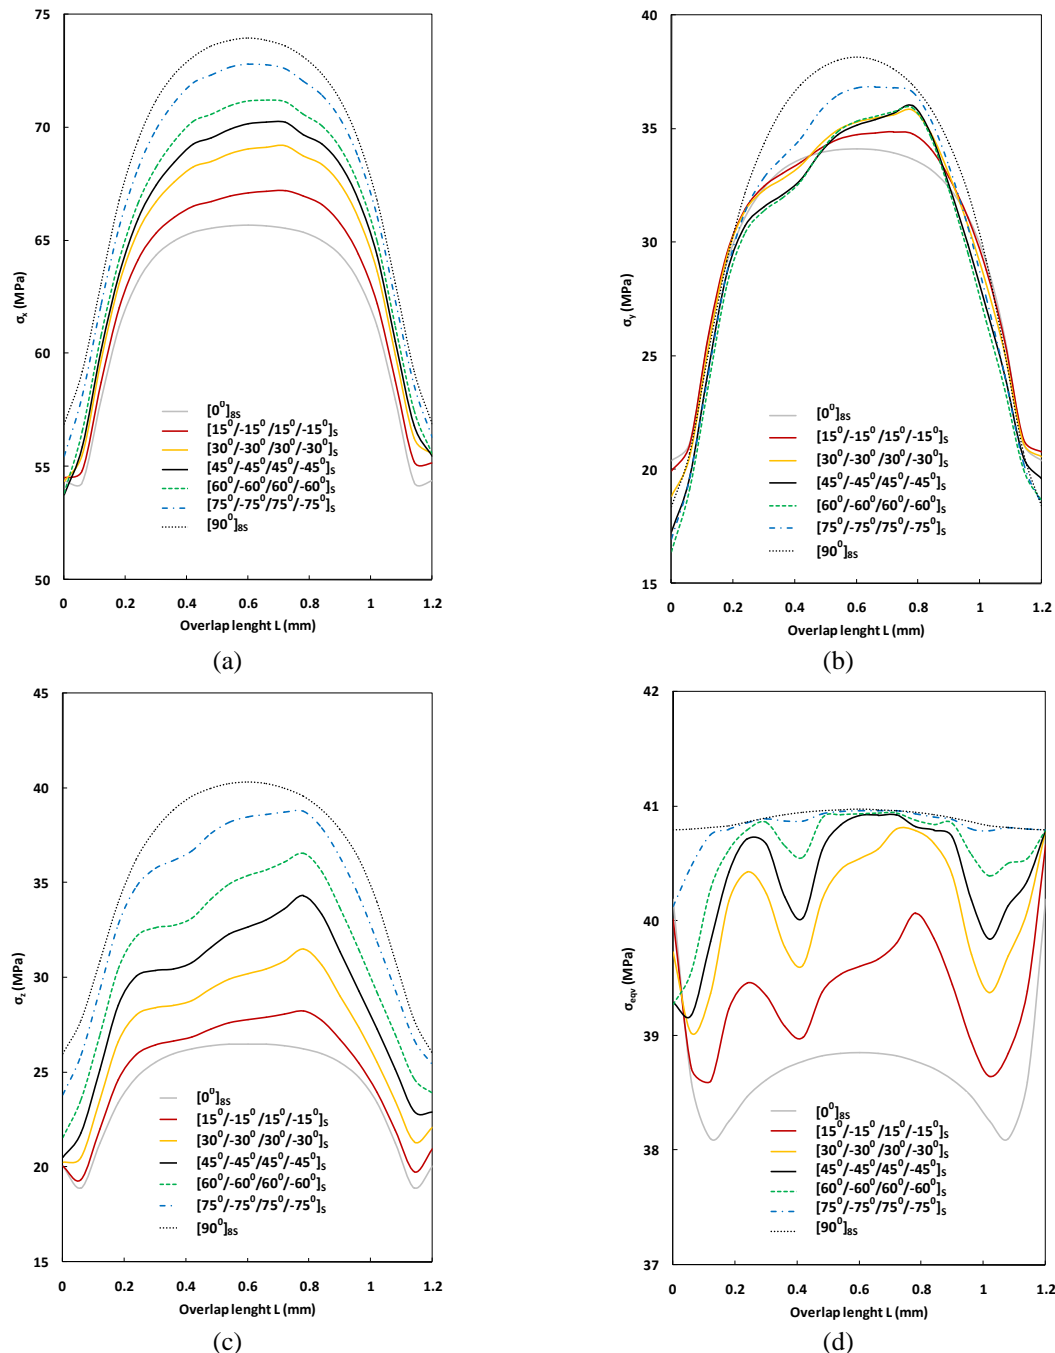 75
70
65
60
55
50
σx (MPa)
[0⁰]8S
[15⁰/-15⁰/15⁰/-15⁰]S
[30⁰/-30⁰/30⁰/-30⁰]S
[45⁰/-45⁰/45⁰/-45⁰]S
[60⁰/-60⁰/60⁰/-60⁰]S
[75⁰/-75⁰/75⁰/-75⁰]S
[90⁰]8S
0 0.2 0.4 0.6 0.8 1 1.2
Overlap lenght L (mm)
(a)
40
35
30
25
20
15
σy (MPa)
[0⁰]8S
[15⁰/-15⁰/15⁰/-15⁰]S
[30⁰/-30⁰/30⁰/-30⁰]S
[45⁰/-45⁰/45⁰/-45⁰]S
[60⁰/-60⁰/60⁰/-60⁰]S
[75⁰/-75⁰/75⁰/-75⁰]S
[90⁰]8S
0 0.2 0.4 0.6 0.8 1 1.2
Overlap lenght L (mm)
(b)
45
40
35
30
25
20
15
σz (MPa)
[0⁰]8S
[15⁰/-15⁰/15⁰/-15⁰]S
[30⁰/-30⁰/30⁰/-30⁰]S
[45⁰/-45⁰/45⁰/-45⁰]S
[60⁰/-60⁰/60⁰/-60⁰]S
[75⁰/-75⁰/75⁰/-75⁰]S
[90⁰]8S
0 0.2 0.4 0.6 0.8 1 1.2
Overlap lenght L (mm)
(c)
42
41
40
39
38
37
σeqv (MPa)
[0⁰]8S
[15⁰/-15⁰/15⁰/-15⁰]S
[30⁰/-30⁰/30⁰/-30⁰]S
[45⁰/-45⁰/45⁰/-45⁰]S
[60⁰/-60⁰/60⁰/-60⁰]S
[75⁰/-75⁰/75⁰/-75⁰]S
[90⁰]8S
0 0.2 0.4 0.6 0.8 1 1.2
Overlap lenght L (mm)
(d)